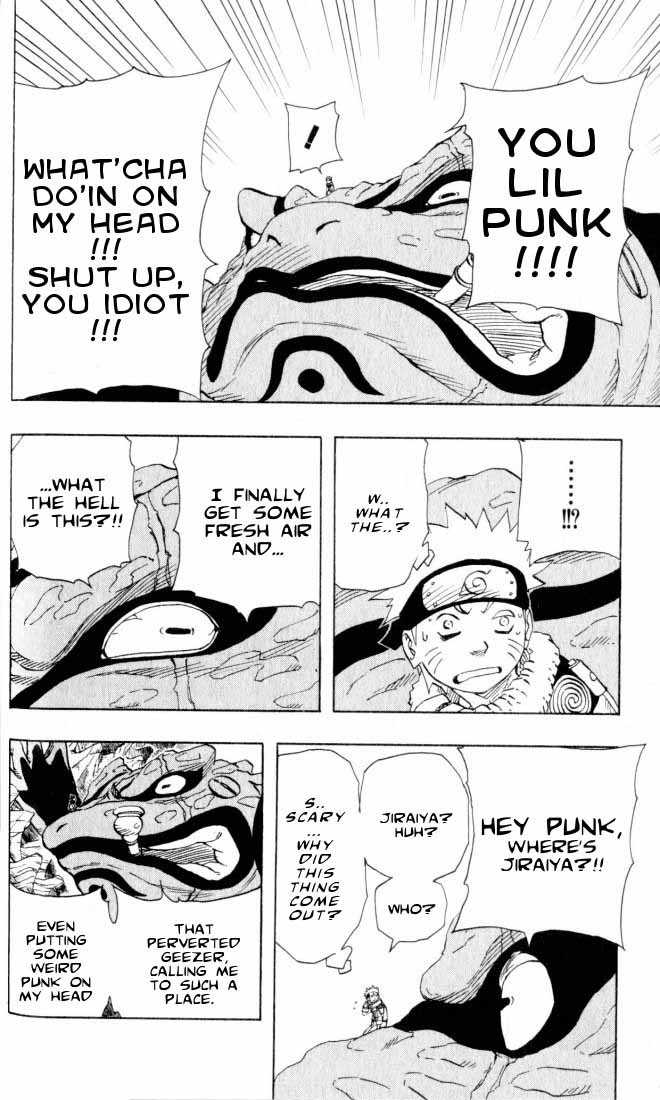 YOU
LIL
PUNK
!!!!
!
WHAT'CHA
DO'IN ON
MY HEAD
!!!
SHUT UP,
YOU IDIOT
!!!
......
!!?
W..
WHAT
THE..?
I FINALLY
GET SOME
FRESH AIR
AND...
...WHAT
THE HELL
IS THIS?!!
HEY PUNK,
WHERE'S
JIRAIYA?!!
JIRAIYA?
HUH?
WHO?
S..
SCARY
...
WHY
DID
THIS
THING
COME
OUT?
THAT
PERVERTED
GEEZER,
CALLING ME
TO SUCH A
PLACE.
EVEN
PUTTING
SOME
WEIRD
PUNK ON
MY HEAD